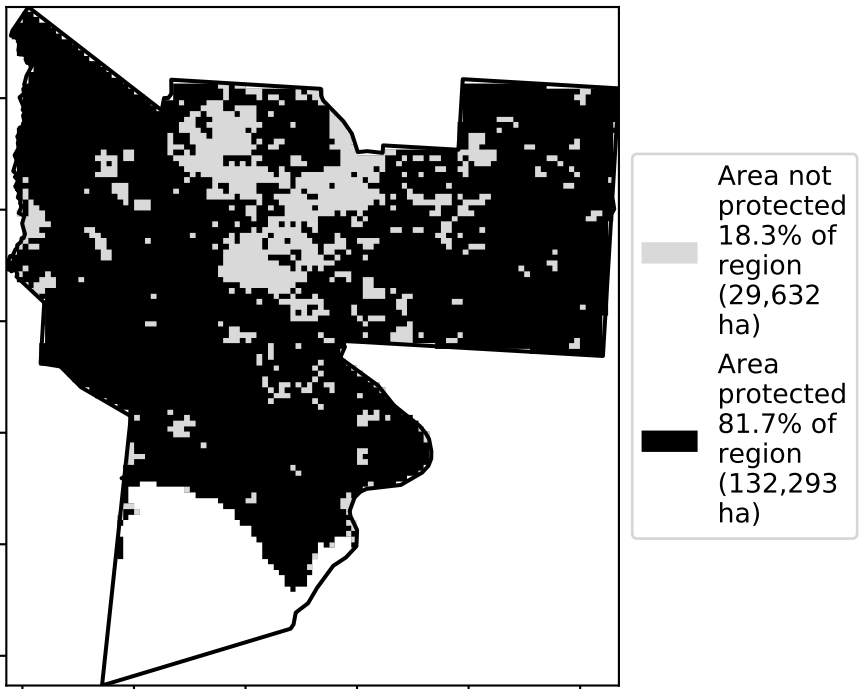 Area not
protected
18.3% of
region
(29,632
ha)
Area
protected
81.7% of
region
(132,293
ha)